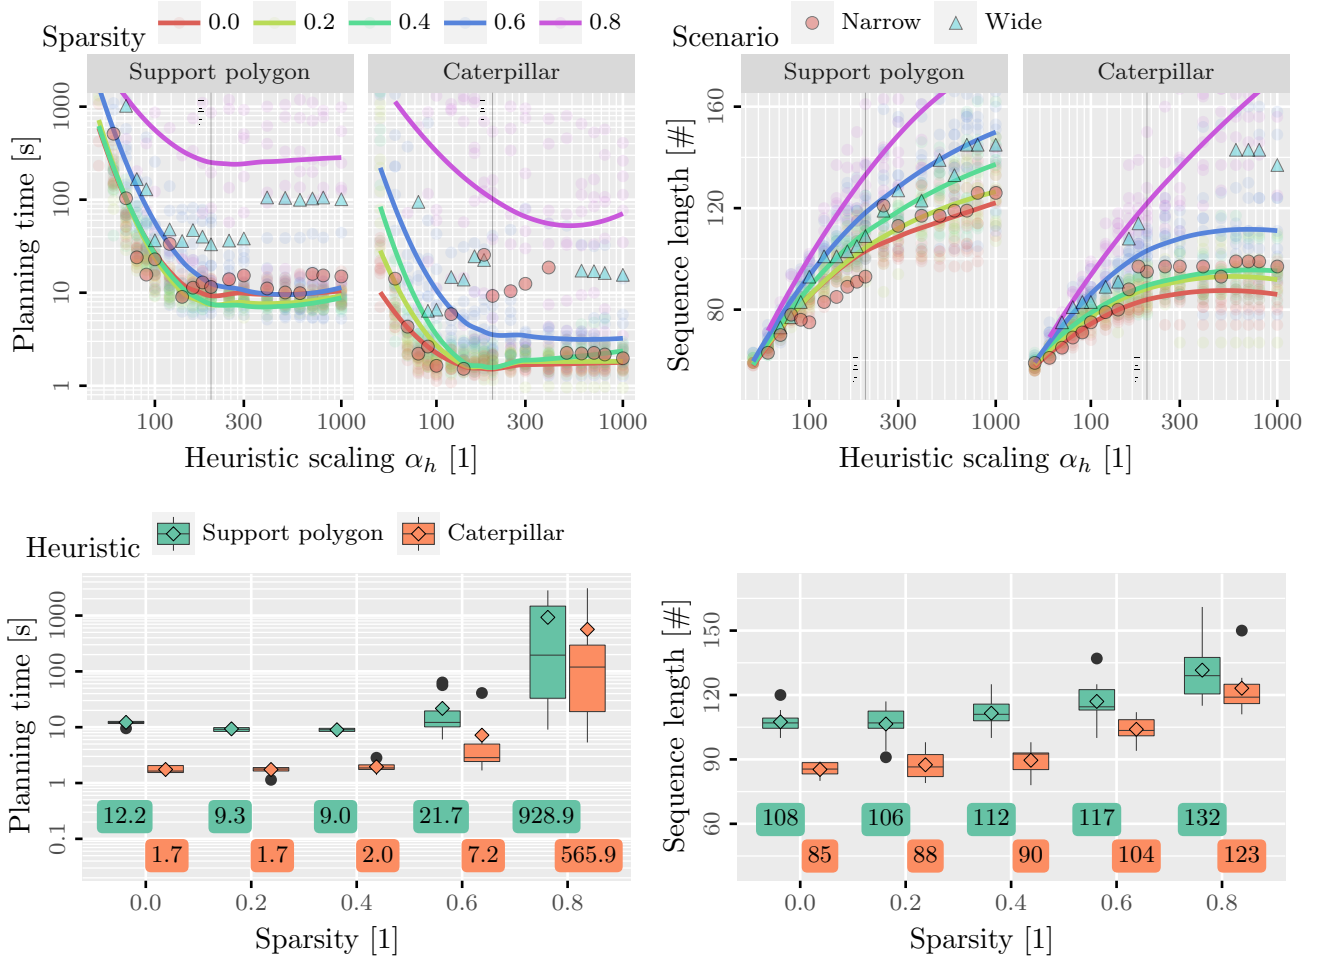 Sparsity 0.0 0.2 0.4 0.6 0.8
Scenario Narrow Wide
Support polygon Caterpillar
Support polygon Caterpillar
Planning time [s]
1000
100
10
1
100 300 1000 100 300 1000
Heuristic scaling αh [1]
Sequence length [#]
160
120
80
100 300 1000 100 300 1000
Heuristic scaling αh [1]
Heuristic Support polygon Caterpillar
Planning time [s]
1000
100
10
1
0.1
12.2 9.3 9.0 21.7 928.9
1.7 1.7 2.0 7.2 565.9
0.0 0.2 0.4 0.6 0.8
Sparsity [1]
Sequence length [#]
150
120
90
60
108 106 112 117 132
85 88 90 104 123
0.0 0.2 0.4 0.6 0.8
Sparsity [1]